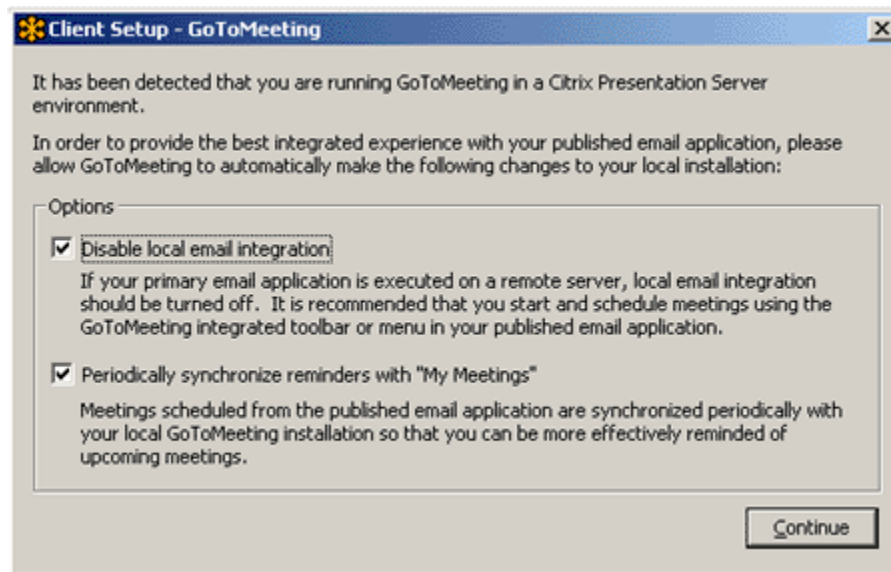 Client Setup - GoToMeeting
It has been detected that you are running GoToMeeting in a Citrix Presentation Server
environment.
In order to provide the best integrated experience with your published email application, please
allow GoToMeeting to automatically make the following changes to your local installation:
Options
Disable local email integration
If your primary email application is executed on a remote server, local email integration
should be turned off. It is recommended that you start and schedule meetings using the
GoToMeeting integrated toolbar or menu in your published email application.
Periodically synchronize reminders with "My Meetings"
Meetings scheduled from the published email application are synchronized periodically with
your local GoToMeeting installation so that you can be more effectively reminded of
upcoming meetings.
Continue